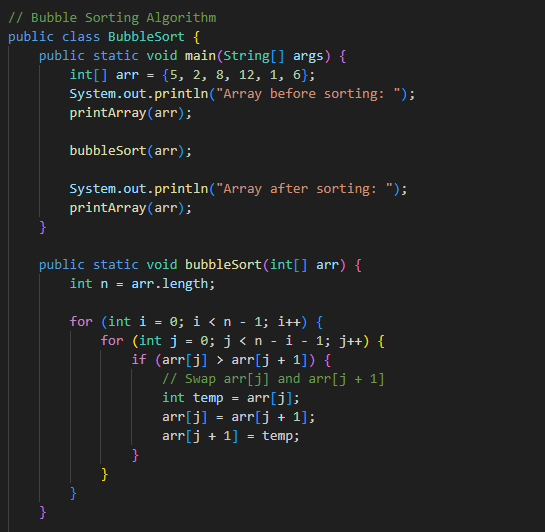 // Bubble Sorting Algorithm
public class BubbleSort {
    public static void main(String[] args) {
        int[] arr = {5, 2, 8, 12, 1, 6};
        System.out.println("Array before sorting: ");
        printArray(arr);

        bubbleSort(arr);

        System.out.println("Array after sorting: ");
        printArray(arr);
    }

    public static void bubbleSort(int[] arr) {
        int n = arr.length;

        for (int i = 0; i < n - 1; i++) {
            for (int j = 0; j < n - i - 1; j++) {
                if (arr[j] > arr[j + 1]) {
                    // Swap arr[j] and arr[j + 1]
                    int temp = arr[j];
                    arr[j] = arr[j + 1];
                    arr[j + 1] = temp;
                }
            }
        }
    }